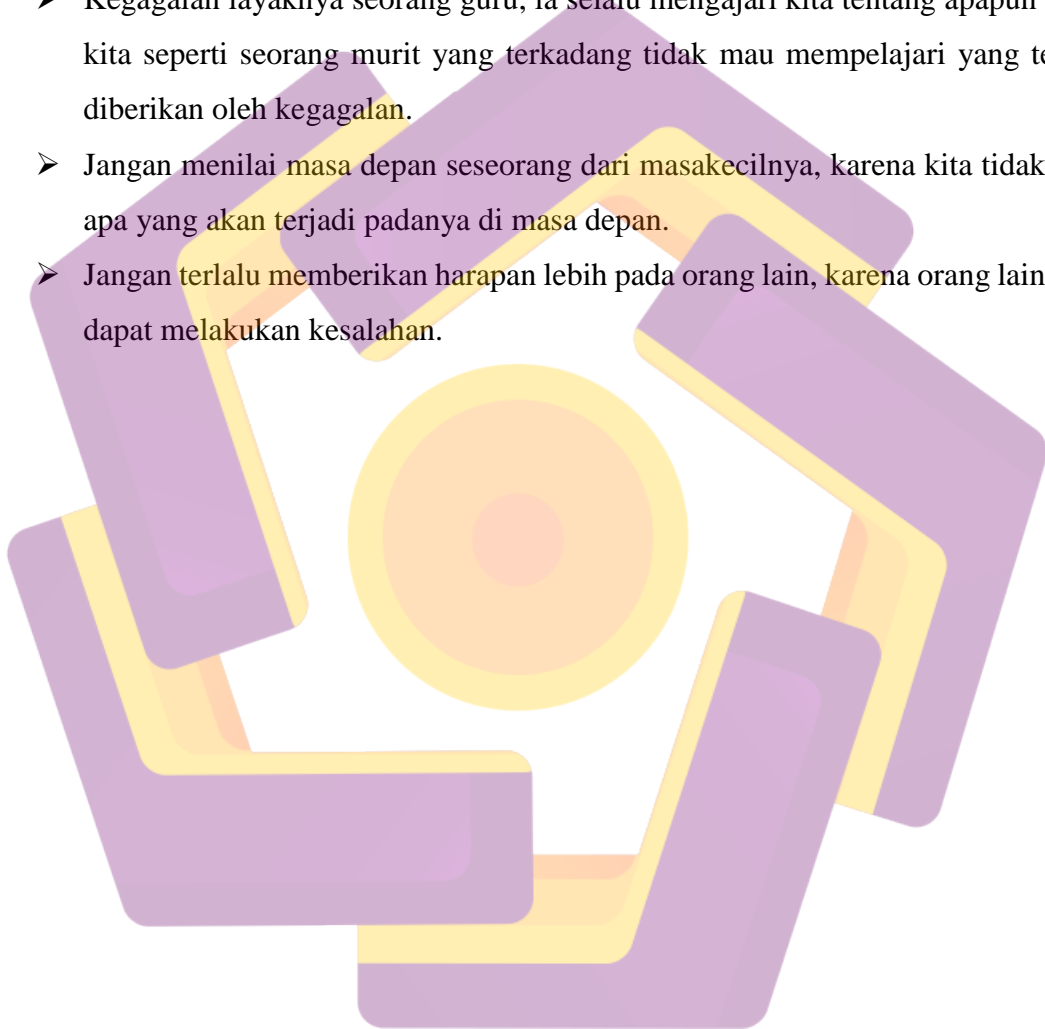 Kegagalan layaknya seorang guru, ia selalu mengajari kita tentang apapun
kita seperti seorang murit yang terkadang tidak mau mempelajari yang
diberikan oleh kegagalan.
➢ Jangan menilai masa depan seseorang dari masakecilnya, karena kita tidak
apa yang akan terjadi padanya di masa depan.
➢ Jangan terlalu memberikan harapan lebih pada orang lain, karena orang lain
dapat melakukan kesalahan.